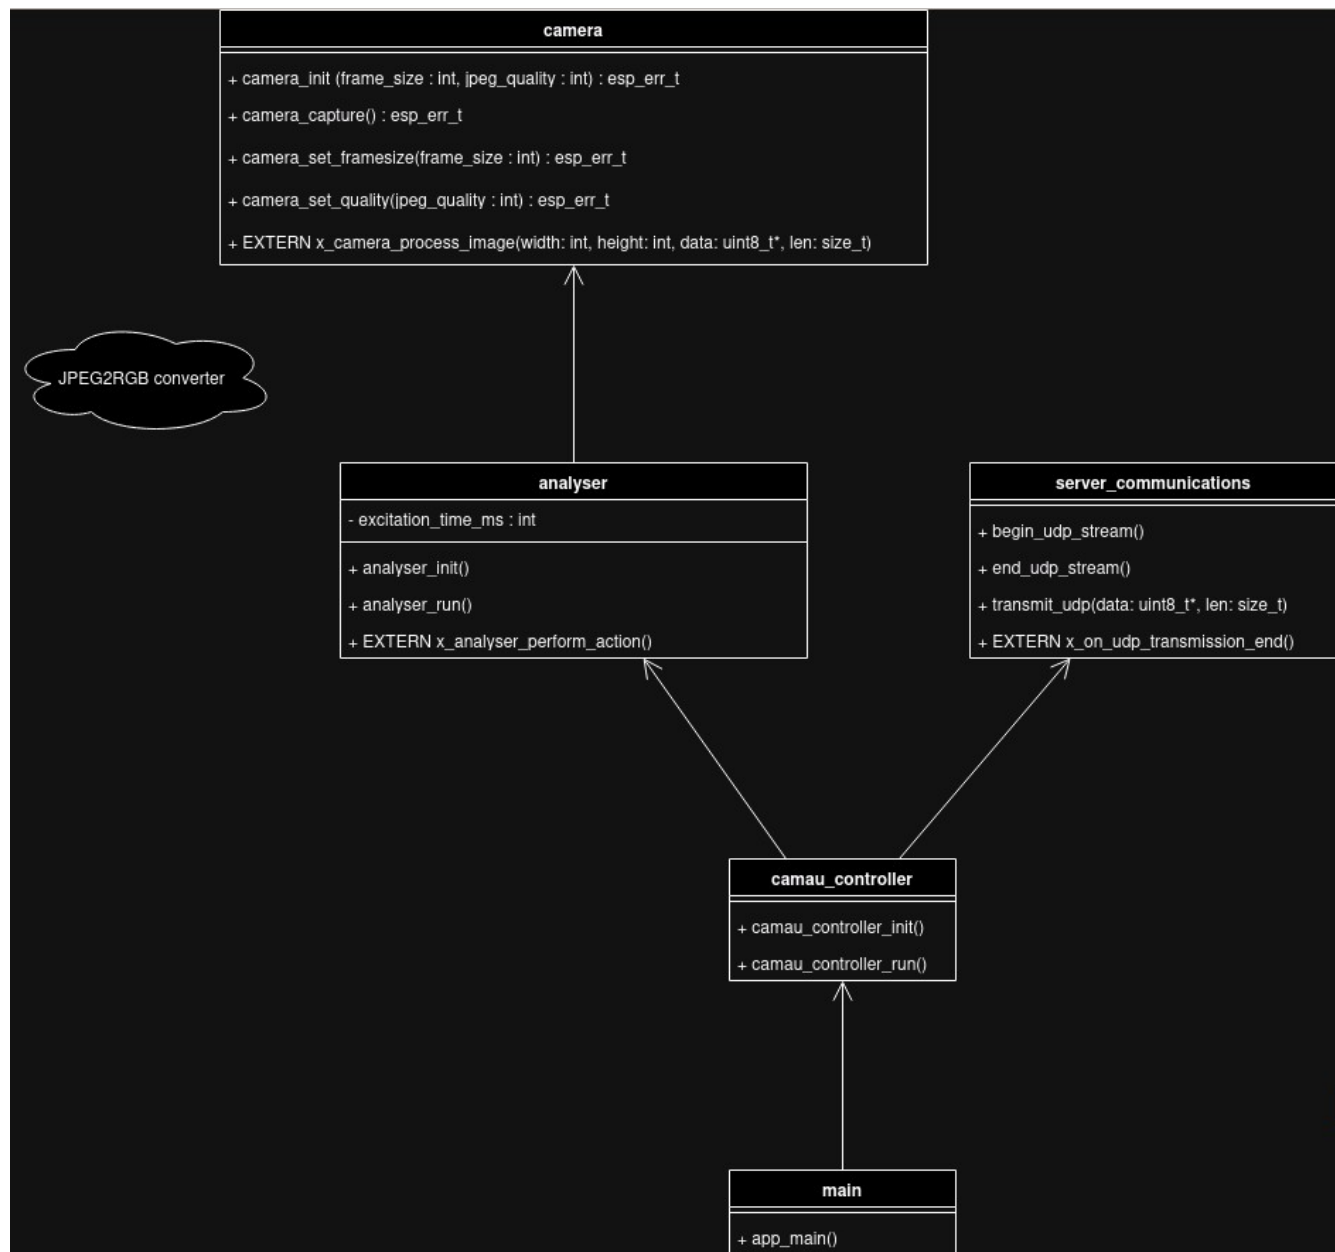 camera
+ camera_init (frame_size : int, jpeg_quality : int) : esp_err_t
+ camera_capture() : esp_err_t
+ camera_set_framesize(frame_size : int) : esp_err_t
+ camera_set_quality(jpeg_quality : int) : esp_err_t
+ EXTERN x_camera_process_image(width: int, height: int, data: uint8_t*, len: size_t)
JPEG2RGB converter
analyser
- excitation_time_ms : int
+ analyser_init()
+ analyser_run()
+ EXTERN x_analyser_perform_action()
server_communications
+ begin_udp_stream()
+ end_udp_stream()
+ transmit_udp(data: uint8_t*, len: size_t)
+ EXTERN x_on_udp_transmission_end()
camau_controller
+ camau_controller_init()
+ camau_controller_run()
main
+ app_main()